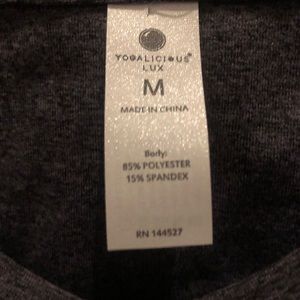 YOGALICIOUS®
LUX
M
MADE IN CHINA
Body:
85% POLYESTER
15% SPANDEX
RN 144527